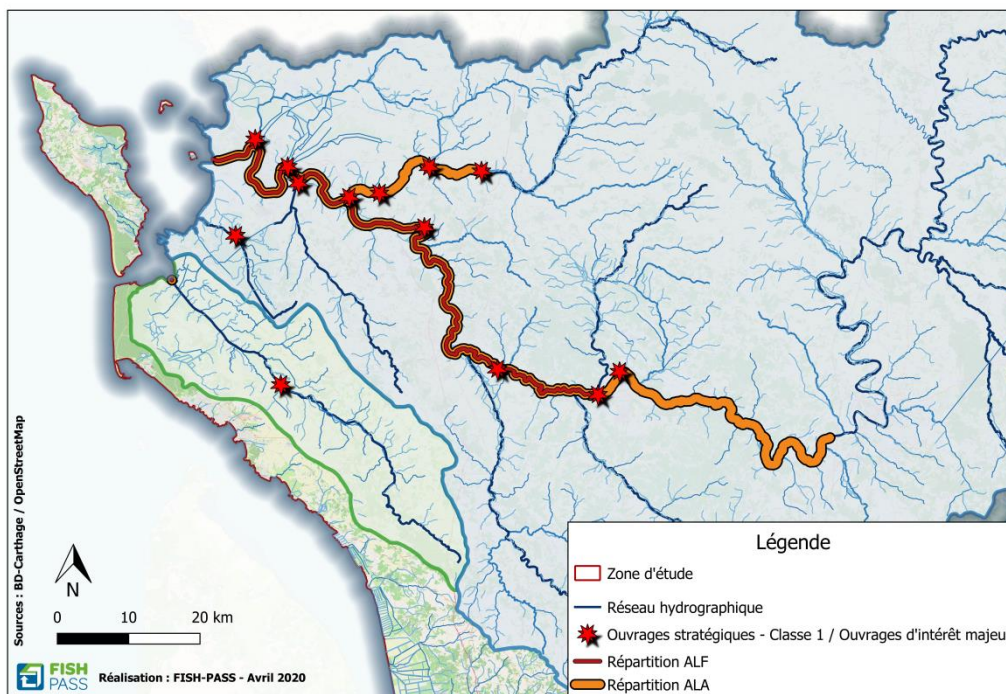 Sources : BD-Carthage / OpenStreetMap
N
0 10 20 km
FISH
PASS
Réalisation : FISH-PASS - Avril 2020
Légende
Zone d'étude
Réseau hydrographique
Ouvrages stratégiques - Classe 1 / Ouvrages d'intérêt majeu
Répartition ALF
Répartition ALA